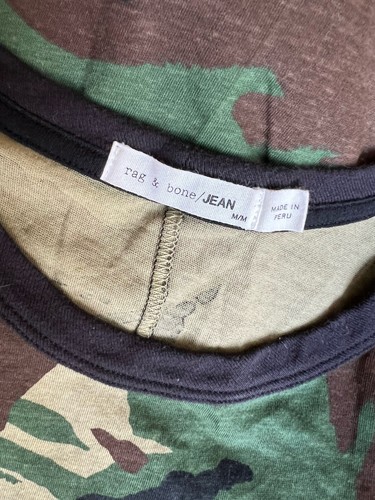 rag & bone/JEAN
M/M
MADE IN
PERU